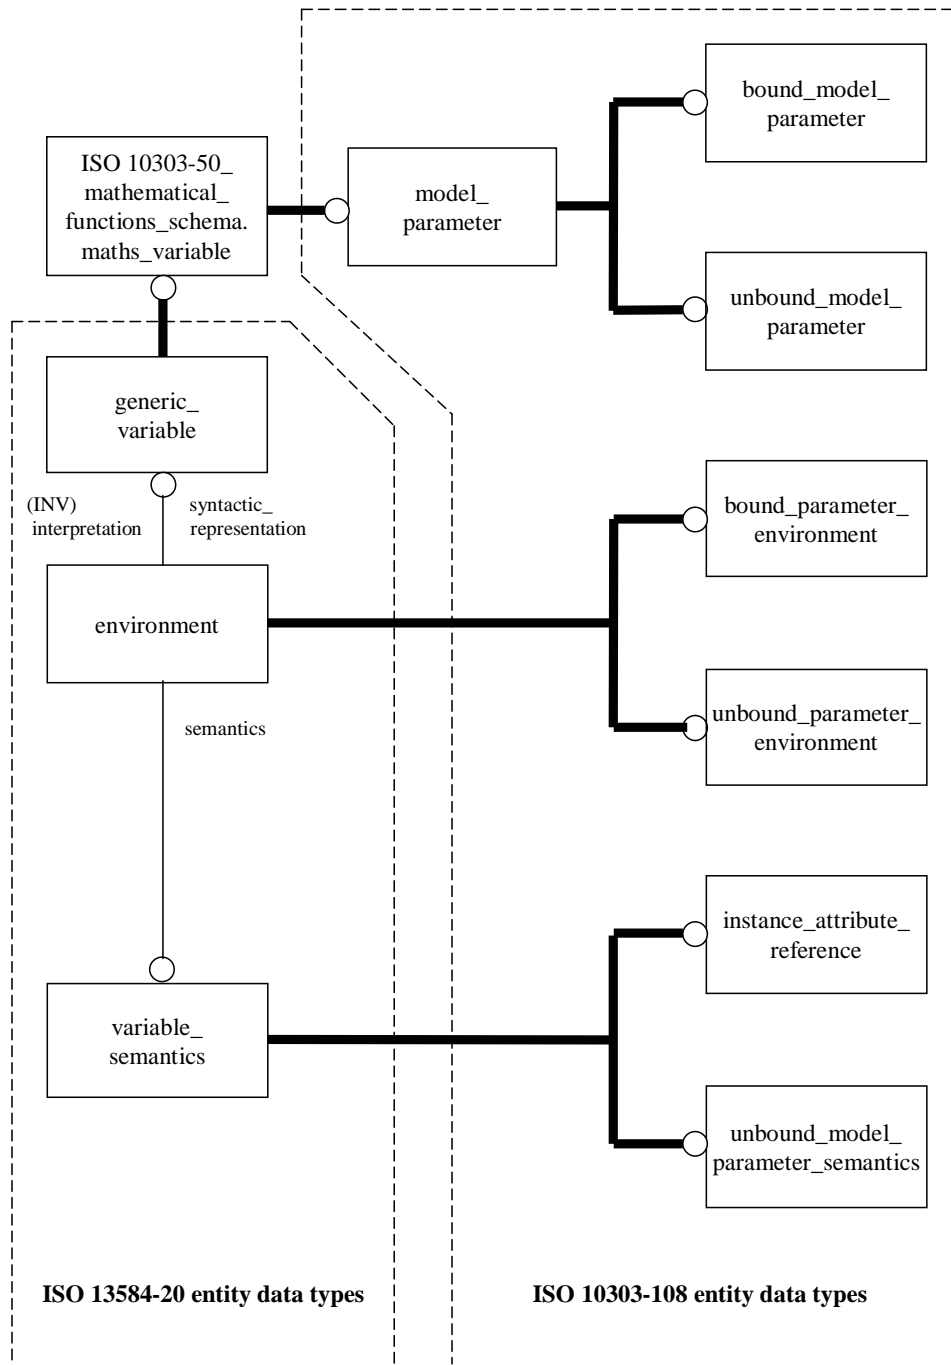 bound_model_
parameter
ISO 10303-50_
mathematical_
functions_schema.
maths_variable
model_
parameter
unbound_model_
parameter
generic_
variable
(INV)
interpretation
syntactic_
representation
bound_parameter_
environment
environment
unbound_parameter_
environment
semantics
instance_attribute_
reference
variable_
semantics
unbound_model_
parameter_semantics
ISO 13584-20 entity data types
ISO 10303-108 entity data types